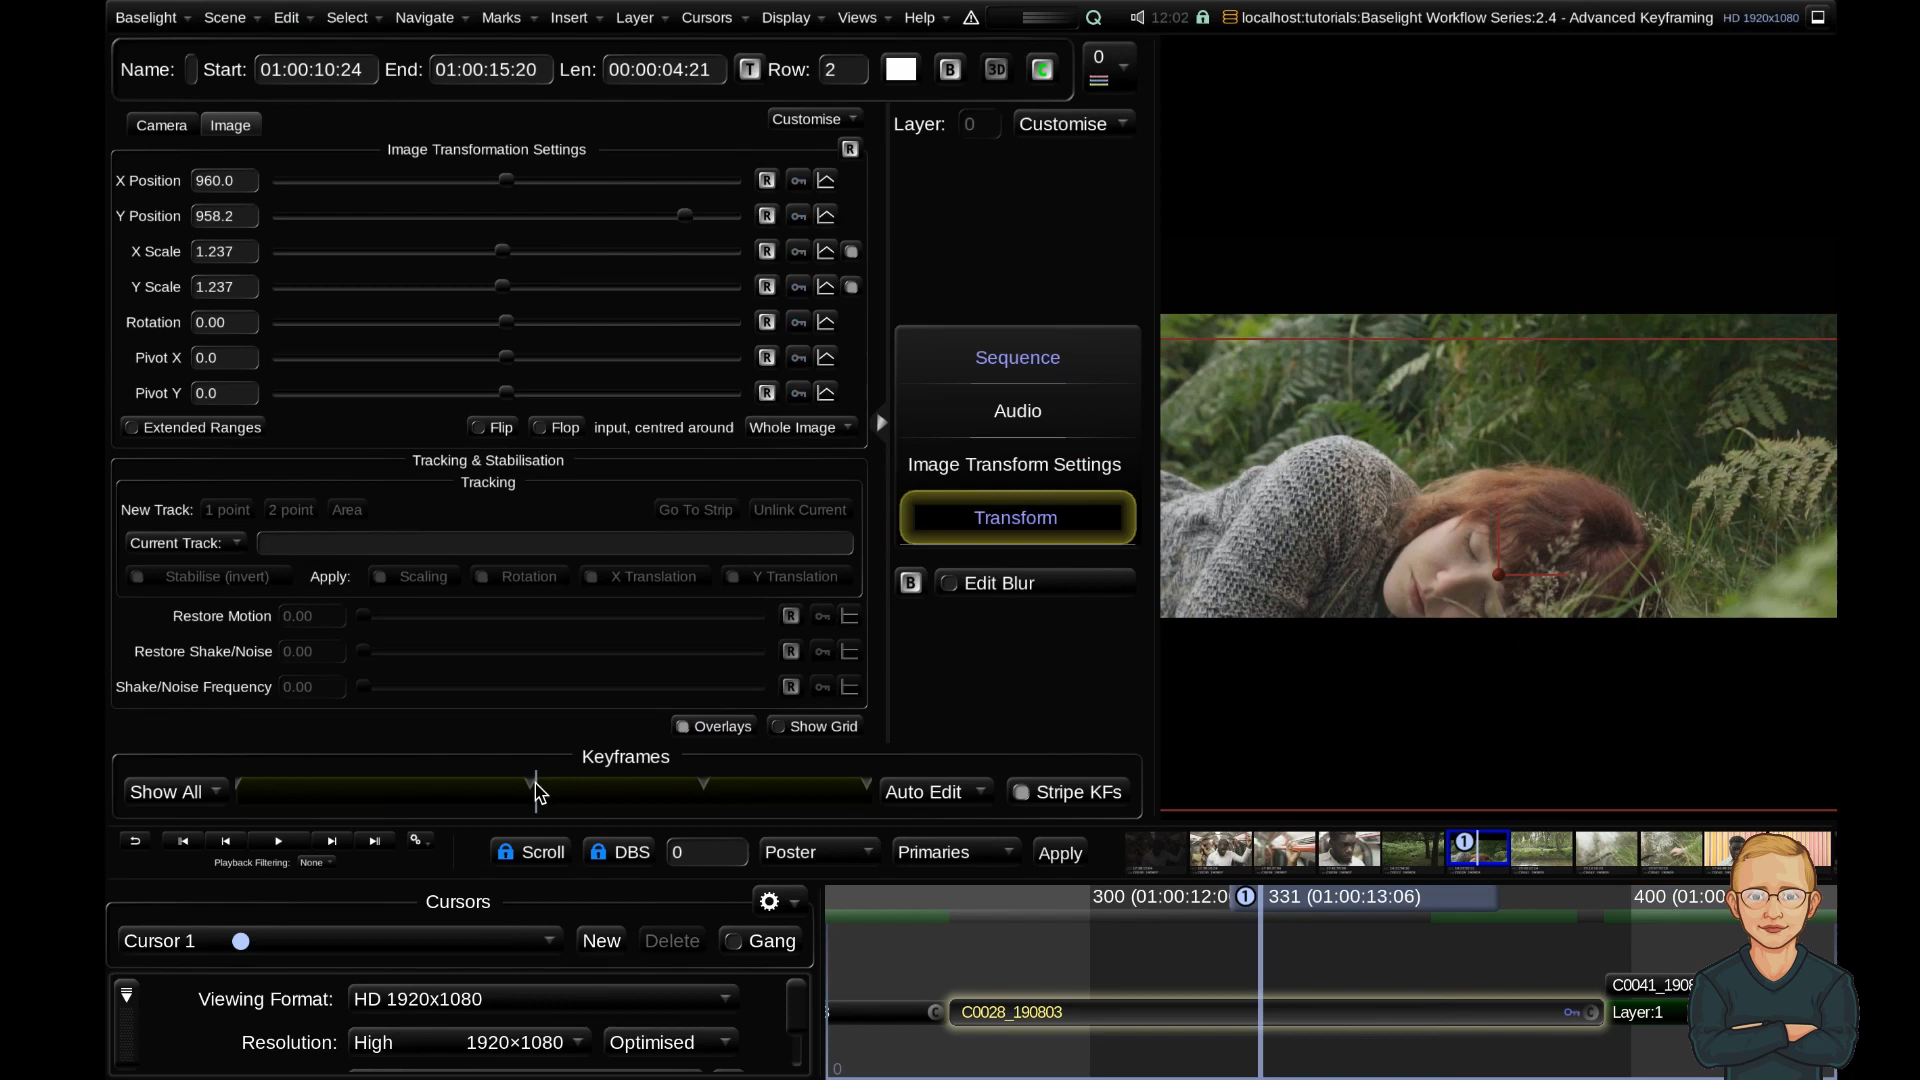 Baselight Scene Edit Select Navigate Marks Insert Layer Cursors Display Views Help 12:02 localhost:tutorials:Baselight Workflow Series:2.4 - Advanced Keyframing HD 1920x1080
Name: Start: 01:00:10:24 End: 01:00:15:20 Len: 00:00:04:21 T Row: 2 B 3D C 0
Camera Image Customise Layer: 0 Customise
Image Transformation Settings R
X Position 960.0 R
Y Position 958.2 R
X Scale 1.237 R
Y Scale 1.237 R
Rotation 0.00 R
Pivot X 0.0 R
Pivot Y 0.0 R
Extended Ranges Flip Flop input, centred around Whole Image
Sequence
Audio
Image Transform Settings
Transform
B Edit Blur
Tracking & Stabilisation
Tracking
New Track: 1 point 2 point Area Go To Strip Unlink Current
Current Track:
Stabilise (invert) Apply: Scaling Rotation X Translation Y Translation
Restore Motion 0.00 R
Restore Shake/Noise 0.00 R
Shake/Noise Frequency 0.00 R
Overlays Show Grid
Keyframes
Show All Auto Edit Stripe KFs
Playback Filtering: None
Scroll DBS 0 Poster Primaries Apply
1
Cursors
Cursor 1 New Delete Gang
Viewing Format: HD 1920x1080
Resolution: High 1920×1080 Optimised
300 (01:00:12:0 1 331 (01:00:13:06) 400 (01:00
C0041_1908
C C0028_190803 C Layer:1
0